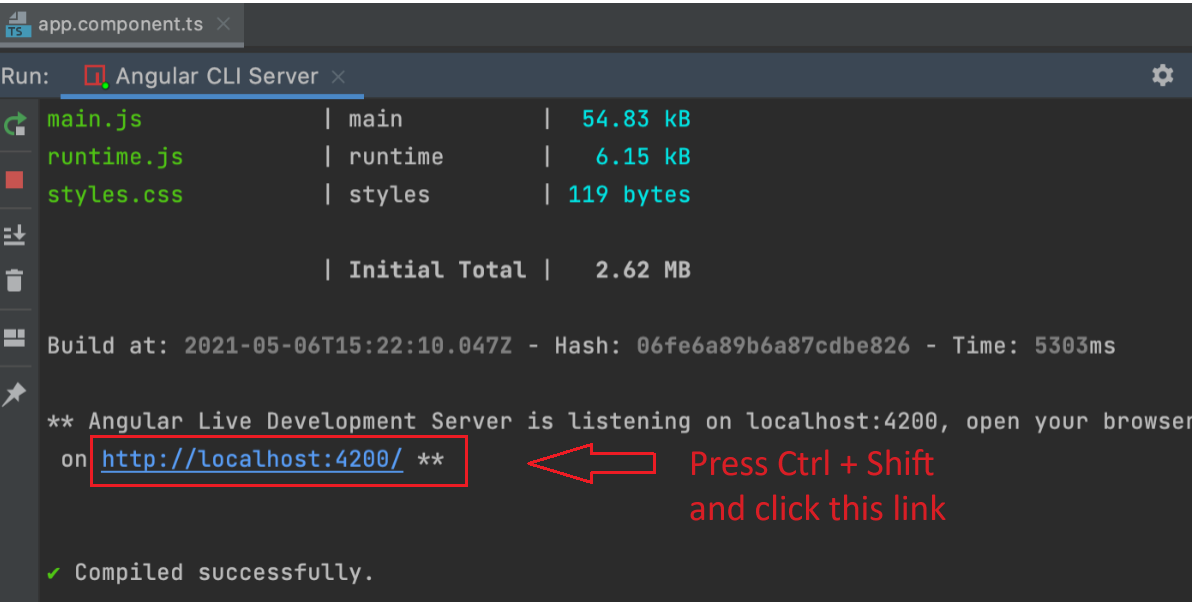 TS app.component.ts
Run: Angular CLI Server
main.js | main | 54.83 kB
runtime.js | runtime | 6.15 kB
styles.css | styles | 119 bytes
| Initial Total | 2.62 MB
Build at: 2021-05-06T15:22:10.047Z - Hash: 06fe6a89b6a87cdbe826 - Time: 5303ms
** Angular Live Development Server is listening on localhost:4200, open your browser
on http://localhost:4200/ **
Press Ctrl + Shift
and click this link
✔ Compiled successfully.